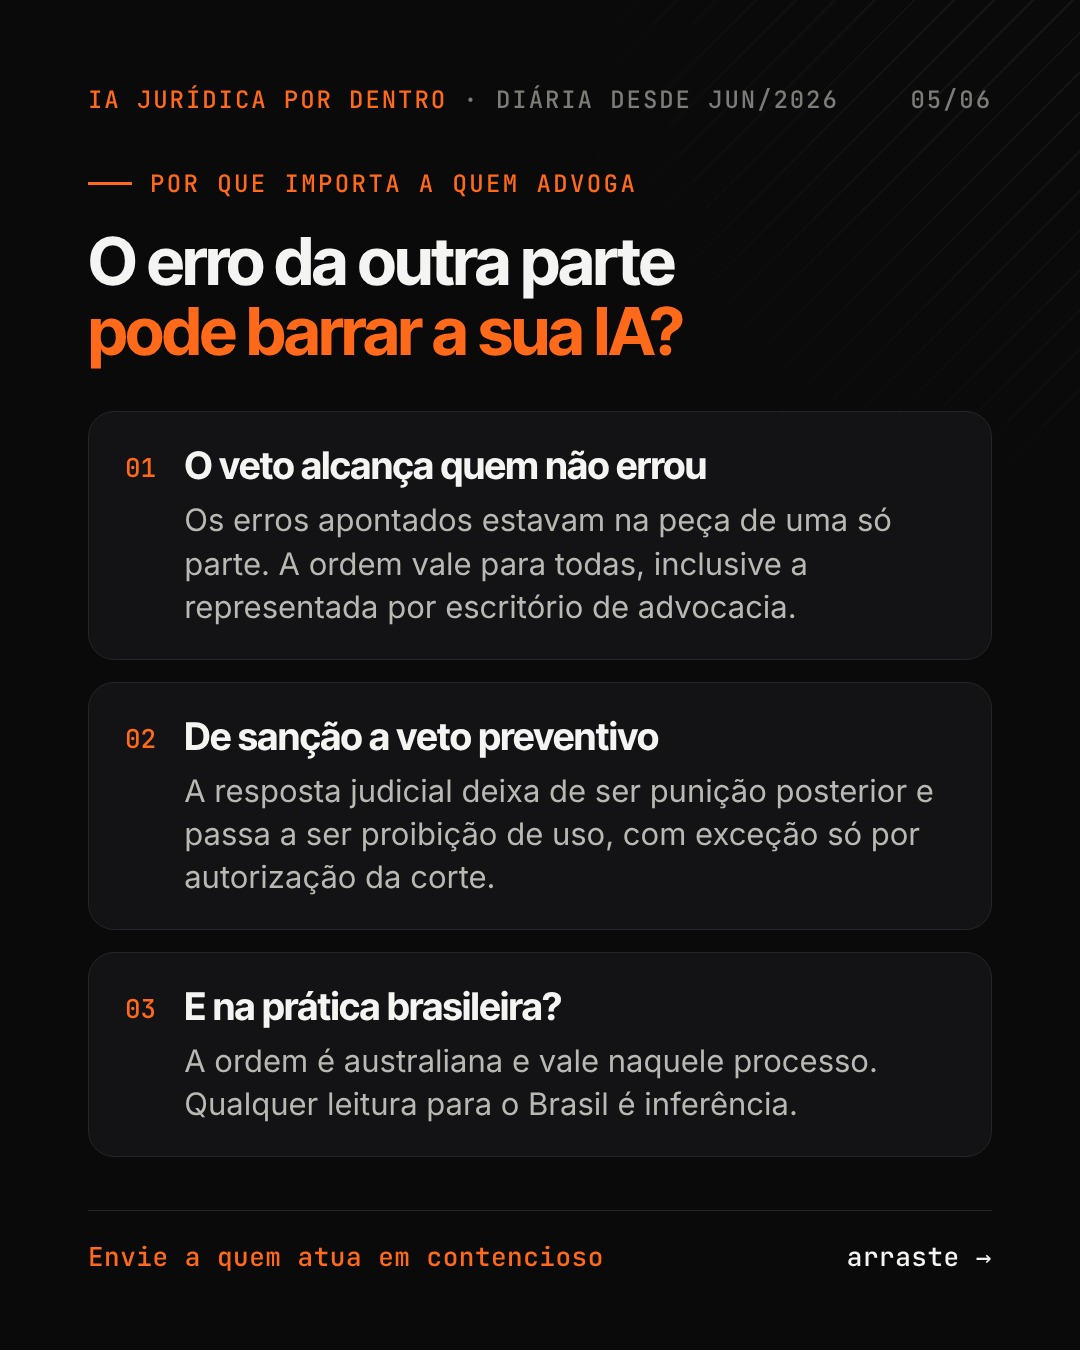 IA JURÍDICA POR DENTRO · DIÁRIA DESDE JUN/2026 05/06
POR QUE IMPORTA A QUEM ADVOGA
O erro da outra parte
pode barrar a sua IA?
01 O veto alcança quem não errou
Os erros apontados estavam na peça de uma só
parte. A ordem vale para todas, inclusive a
representada por escritório de advocacia.
02 De sanção a veto preventivo
A resposta judicial deixa de ser punição posterior e
passa a ser proibição de uso, com exceção só por
autorização da corte.
03 E na prática brasileira?
A ordem é australiana e vale naquele processo.
Qualquer leitura para o Brasil é inferência.
Envie a quem atua em contencioso arraste →